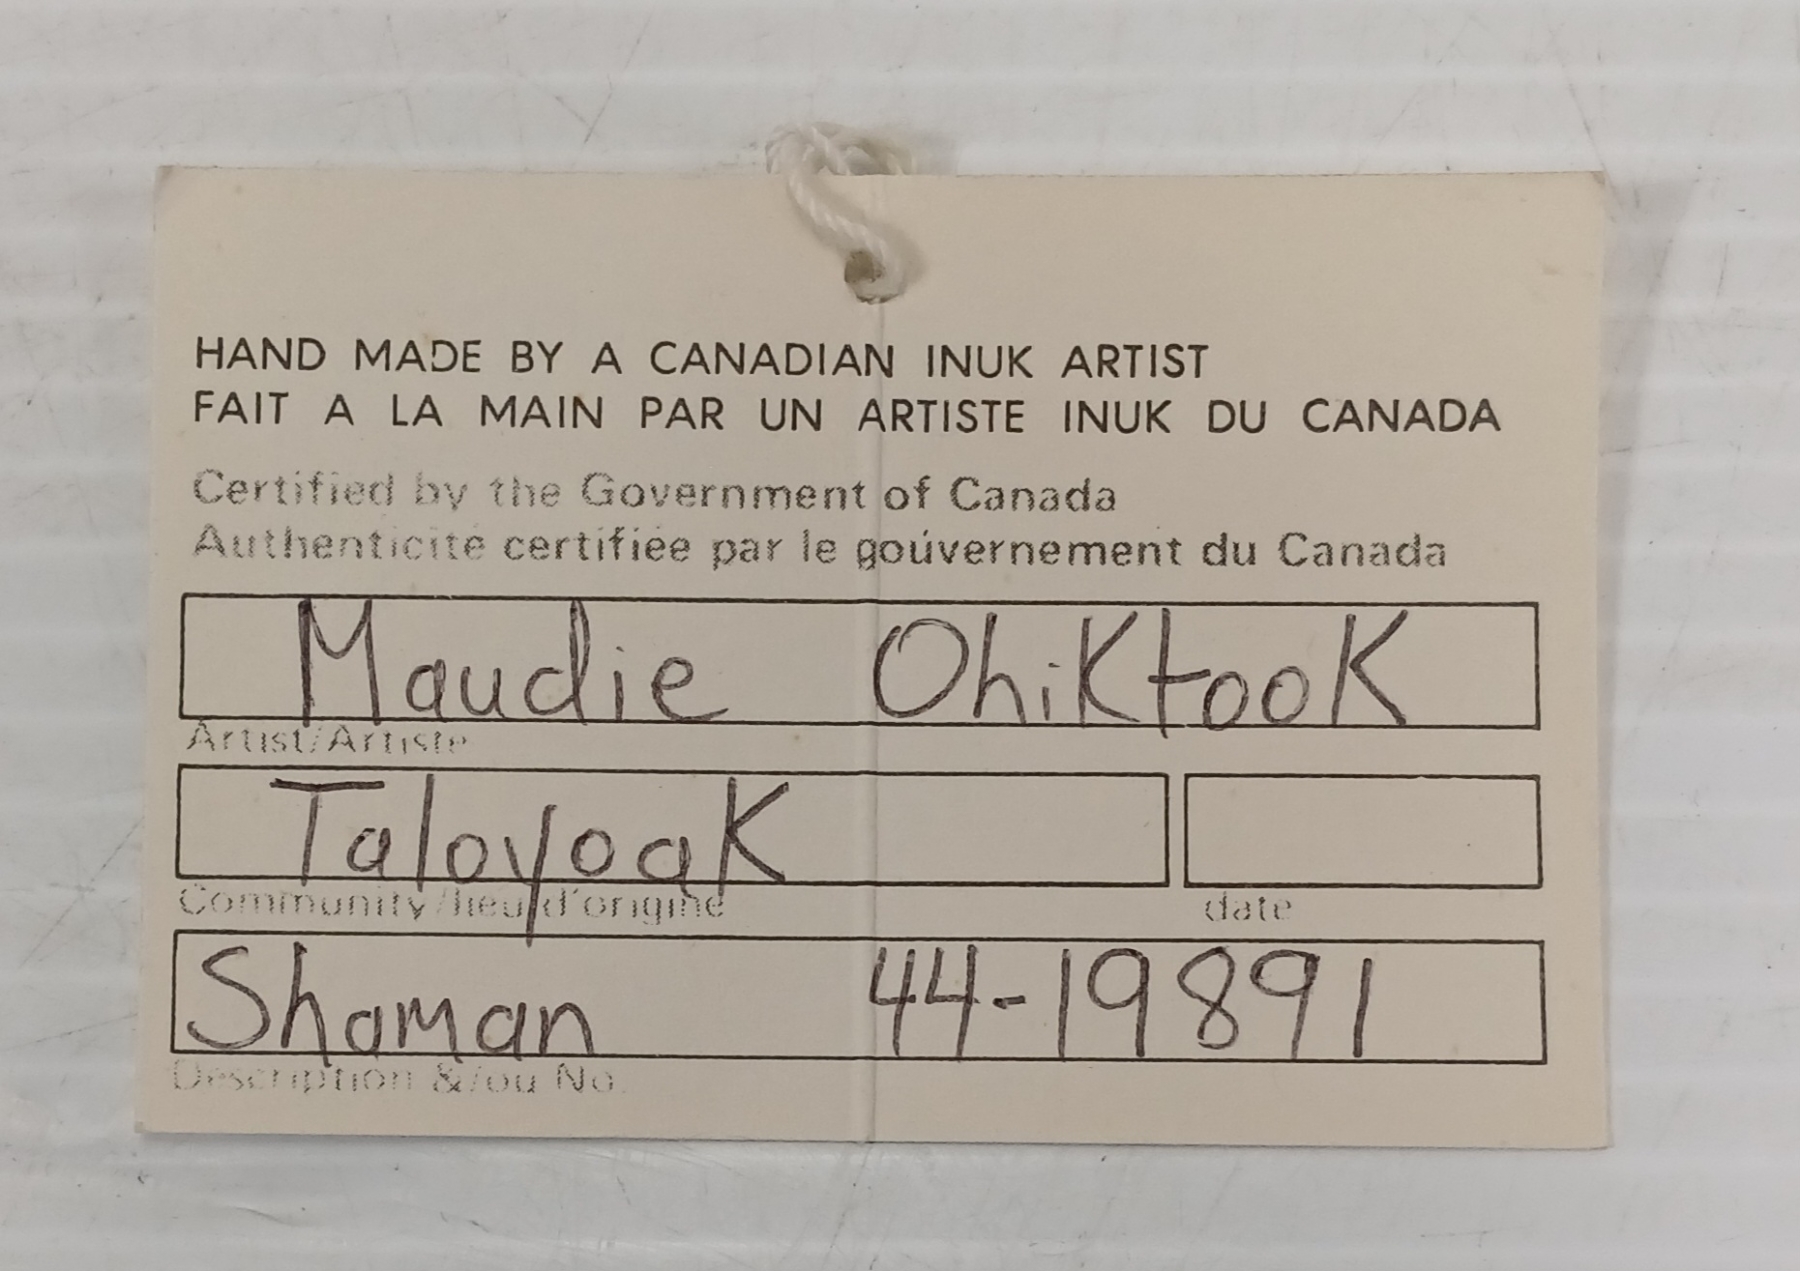 HAND MADE BY A CANADIAN INUK ARTIST
FAIT A LA MAIN PAR UN ARTISTE INUK DU CANADA
Certified by the Government of Canada
Authenticité certifiée par le gouvernement du Canada
Maudie OhiKtooK
Artist/Artiste
TaloyoaK
Community/lieu d'origine date
Shaman 44-19891
Description &/ou No.